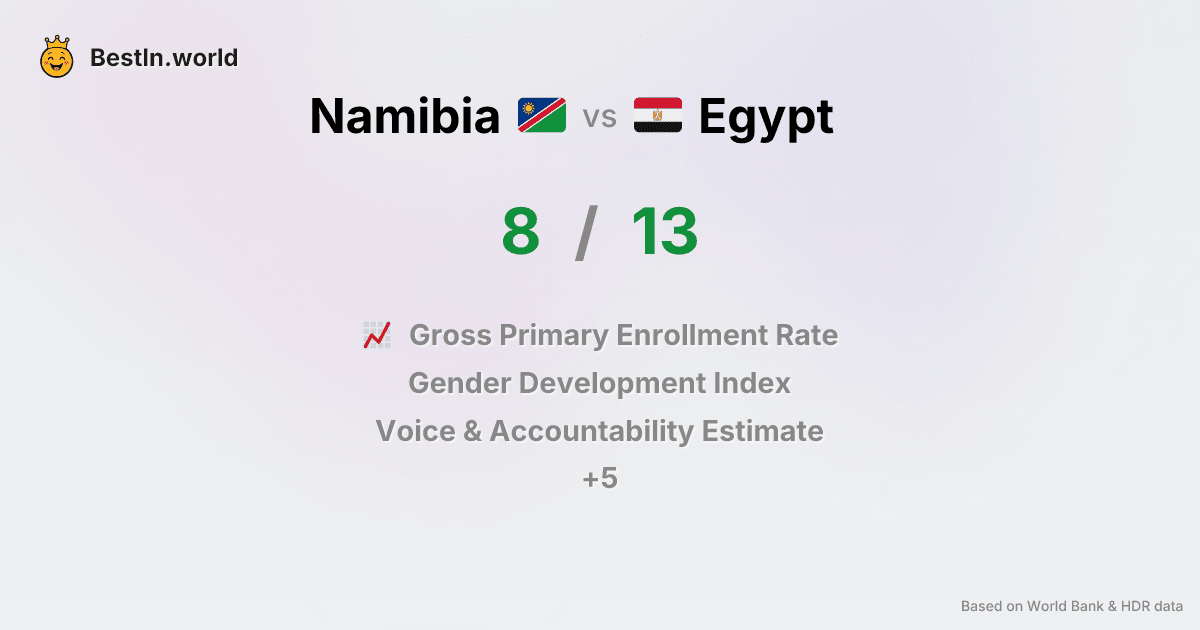 BestIn.world
Namibia vs Egypt
8 / 13
Gross Primary Enrollment Rate
Gender Development Index
Voice & Accountability Estimate
+5
Based on World Bank & HDR data